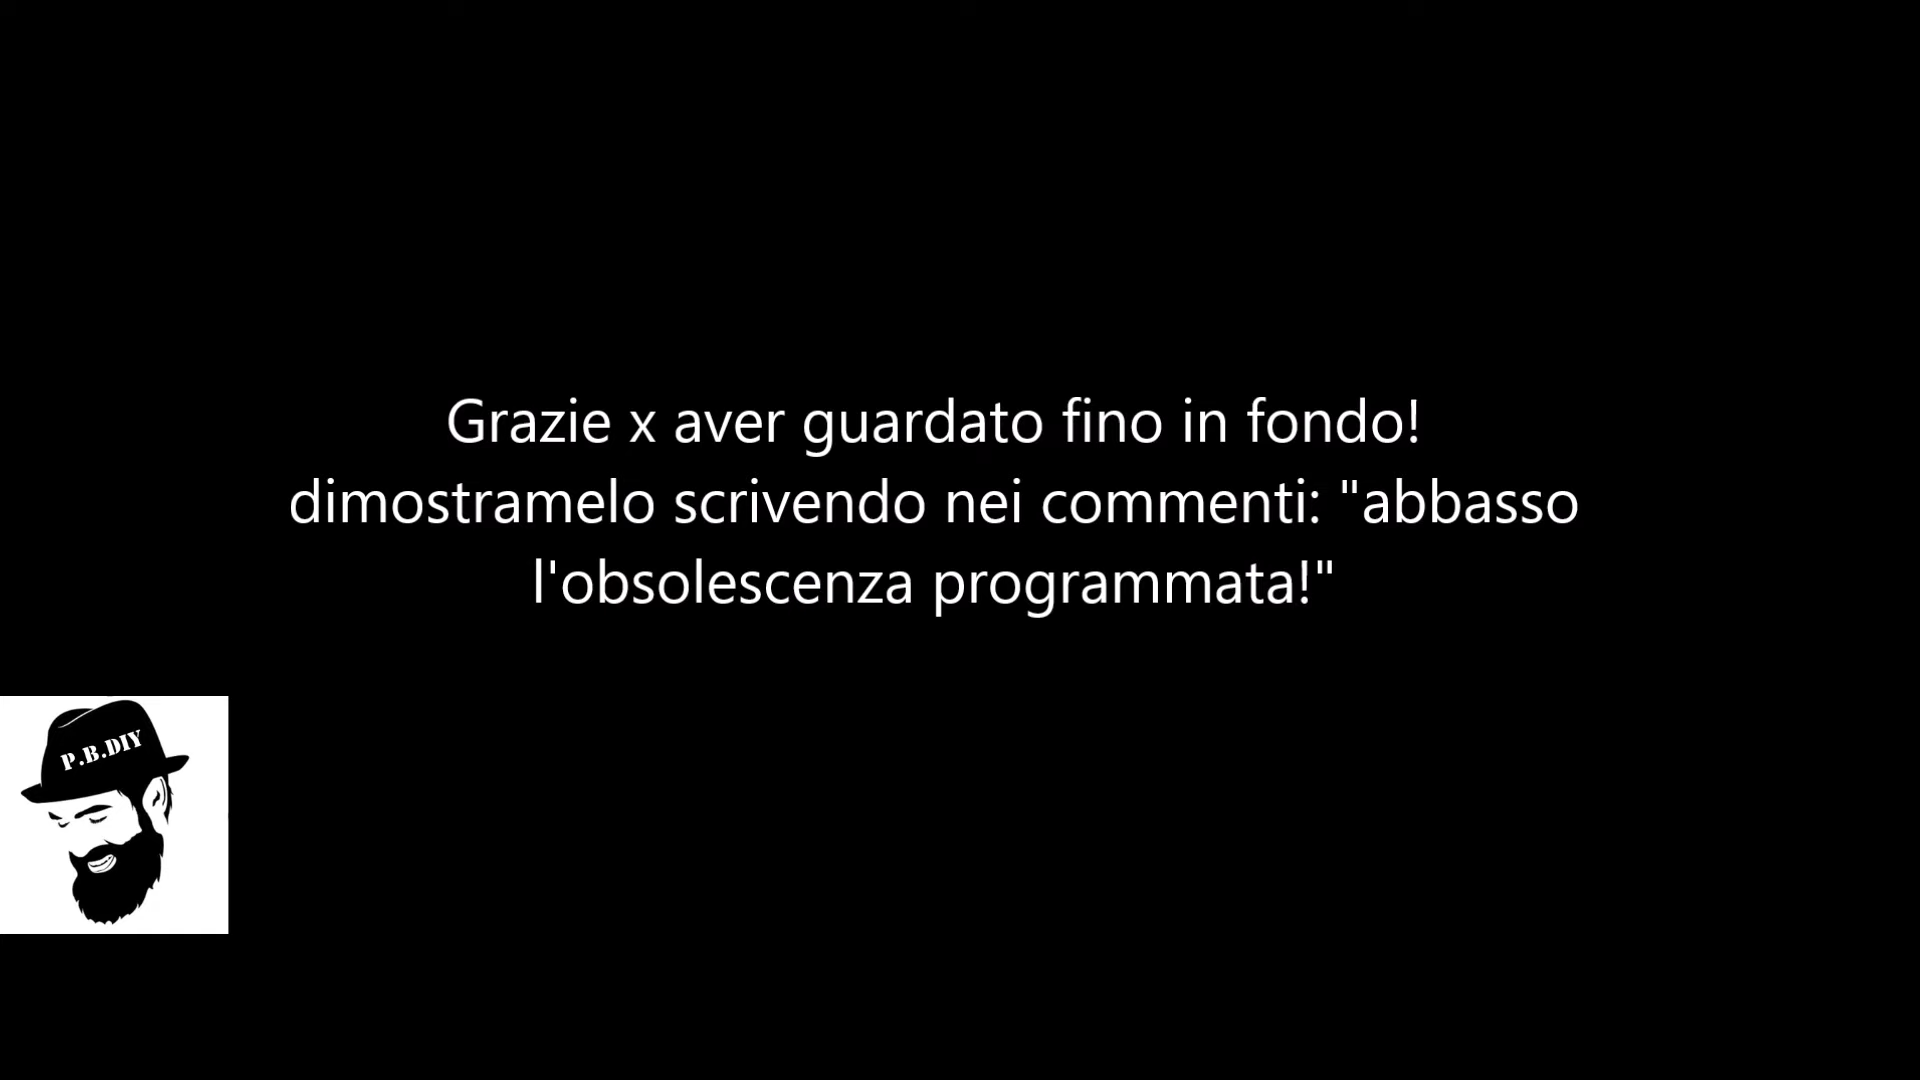 Grazie x aver guardato fino in fondo!
dimostramelo scrivendo nei commenti: "abbasso
l'obsolescenza programmata!"
P.B.DIY